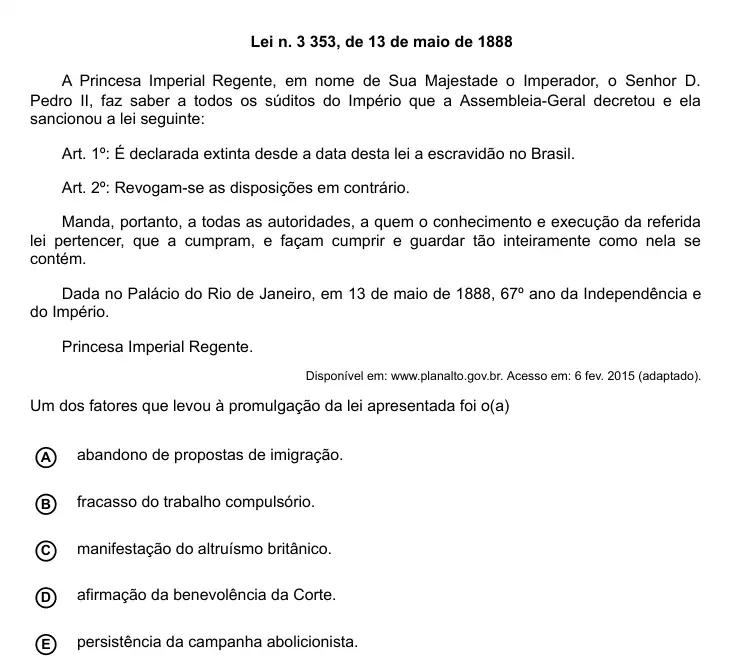 Lei n. 3 353, de 13 de maio de 1888
A Princesa Imperial Regente, em nome de Sua Majestade o Imperador, o Senhor D.
Pedro II, faz saber a todos os súditos do Império que a Assembleia-Geral decretou e ela
sancionou a lei seguinte:
Art. 1º: É declarada extinta desde a data desta lei a escravidão no Brasil.
Art. 2º: Revogam-se as disposições em contrário.
Manda, portanto, a todas as autoridades, a quem o conhecimento e execução da referida
lei pertencer, que a cumpram, e façam cumprir e guardar tão inteiramente como nela se
contém.
Dada no Palácio do Rio de Janeiro, em 13 de maio de 1888, 67º ano da Independência e
do Império.
Princesa Imperial Regente.
Disponível em: www.planalto.gov.br. Acesso em: 6 fev. 2015 (adaptado).
Um dos fatores que levou à promulgação da lei apresentada foi o(a)
A abandono de propostas de imigração.
B fracasso do trabalho compulsório.
C manifestação do altruísmo britânico.
D afirmação da benevolência da Corte.
E persistência da campanha abolicionista.